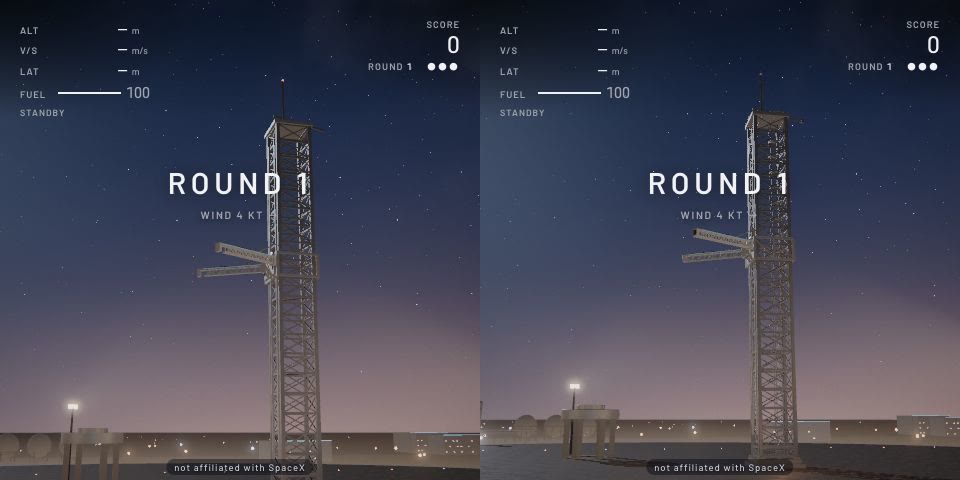 ALT — m
V/S — m/s
LAT — m
FUEL 100
STANDBY
SCORE
0
ROUND 1
ROUND 1
WIND 4 KT
not affiliated with SpaceX
ALT — m
V/S — m/s
LAT — m
FUEL 100
STANDBY
SCORE
0
ROUND 1
ROUND 1
WIND 4 KT
not affiliated with SpaceX